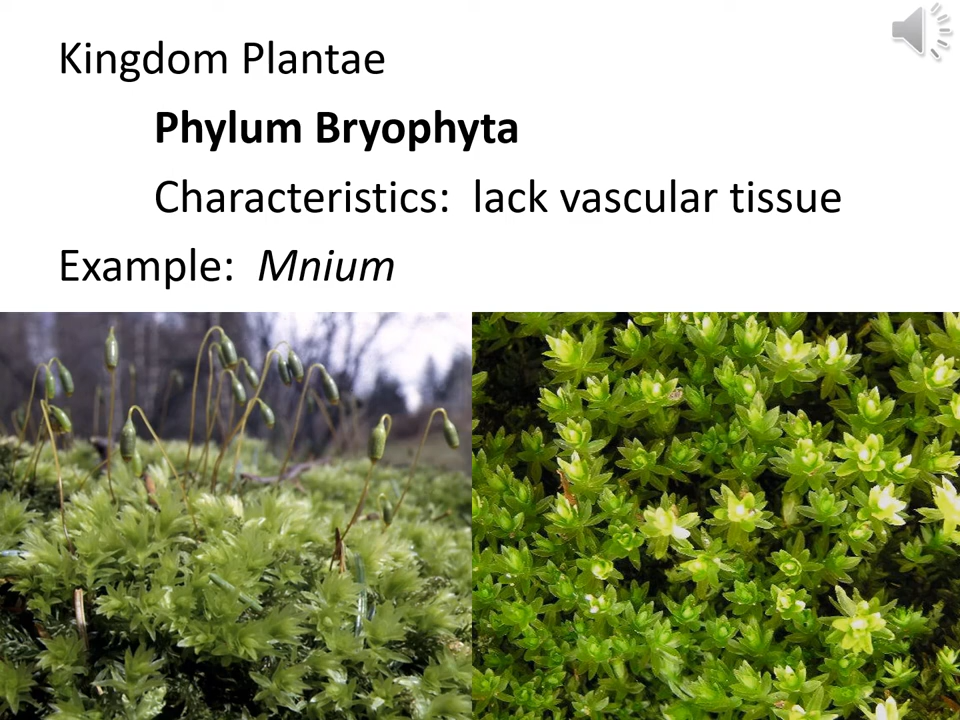 Kingdom Plantae
Phylum Bryophyta
Characteristics: lack vascular tissue
Example: Mnium